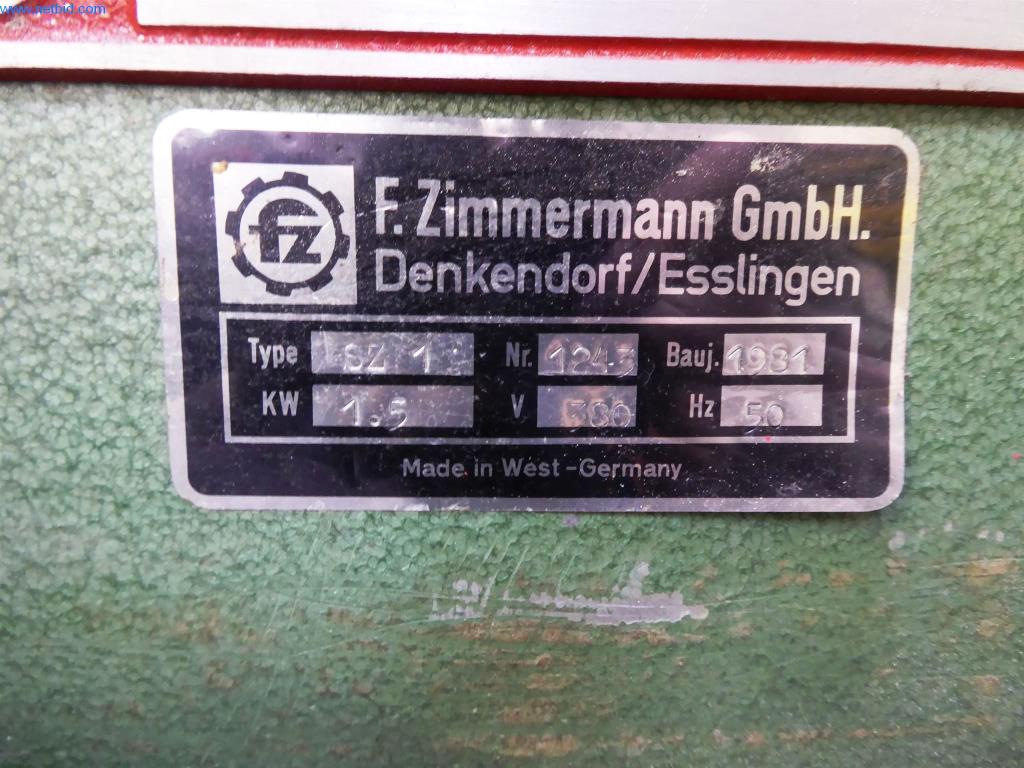 www.netbid.com
fz
F. Zimmermann GmbH.
Denkendorf/Esslingen
Type SZ 1 Nr. 1243 Bauj. 1981
KW 1.5 V 380 Hz 50
Made in West-Germany